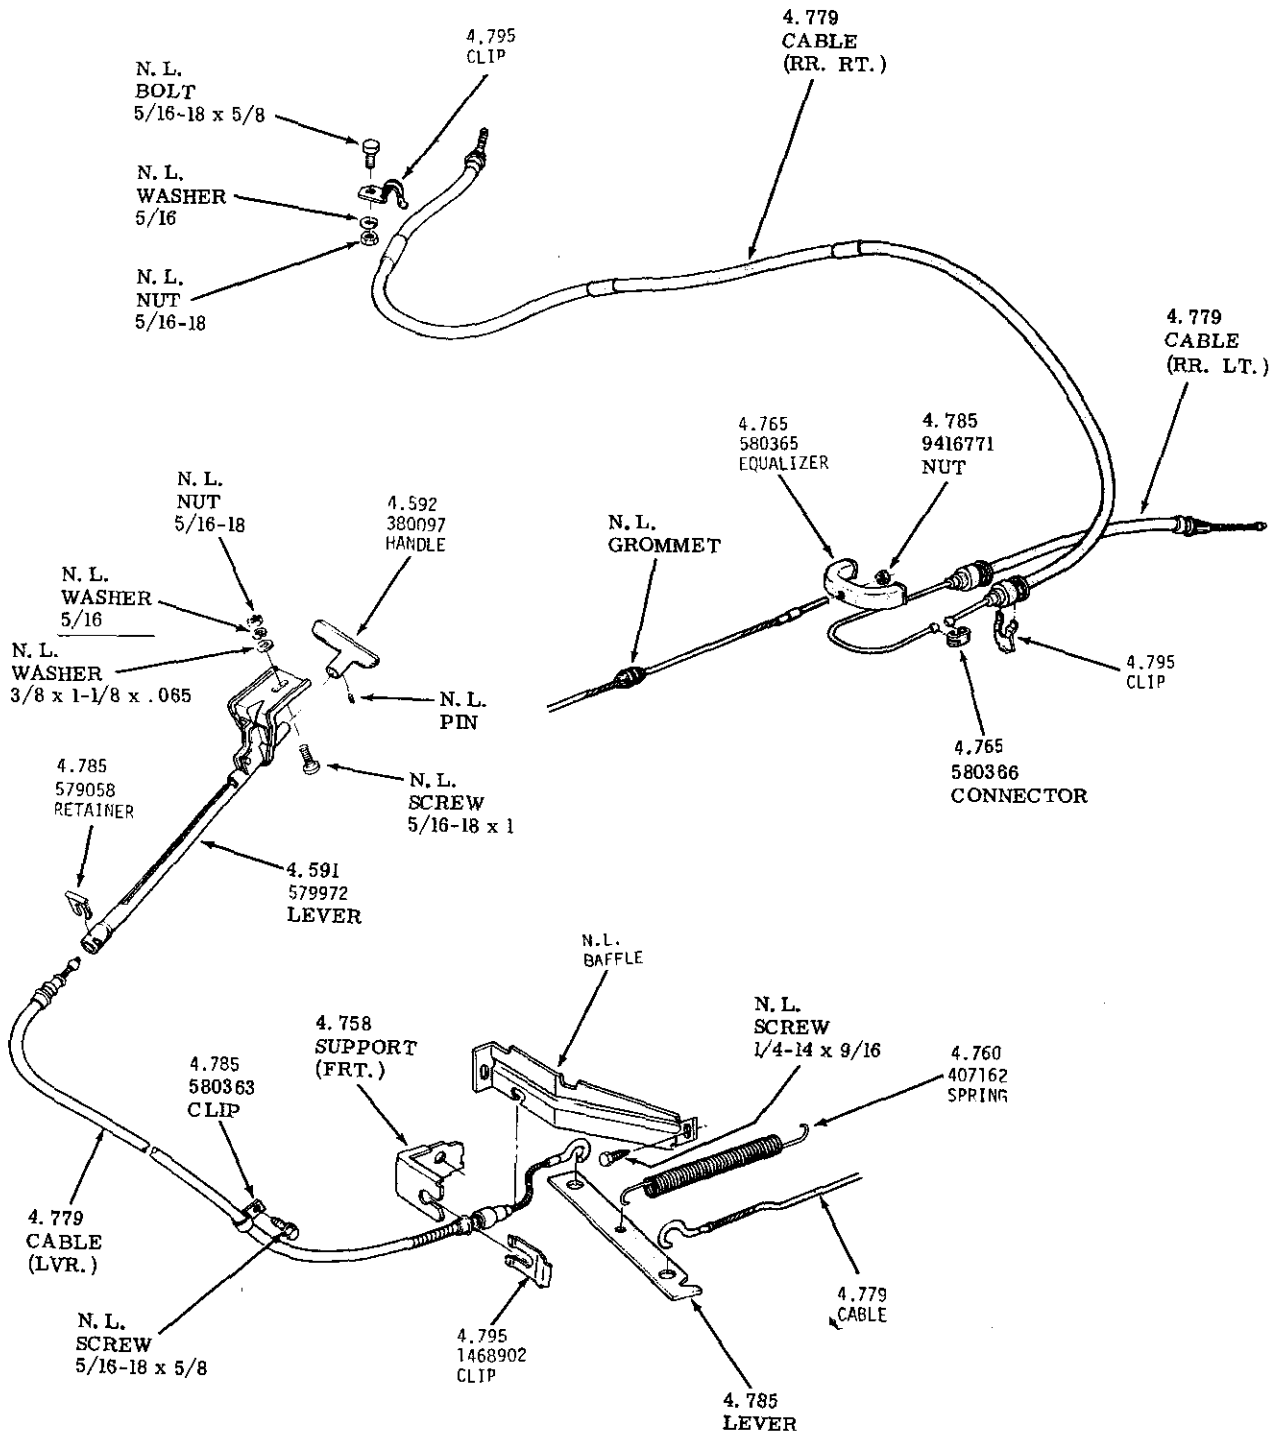 4.795
CLIP
4.779
CABLE
(RR. RT.)
N. L.
BOLT
5/16-18 x 5/8
N. L.
WASHER
5/16
N. L.
NUT
5/16-18
4.779
CABLE
(RR. LT.)
4.765
580365
EQUALIZER
4.785
9416771
NUT
N. L.
NUT
5/16-18
4.592
380097
HANDLE
N. L.
GROMMET
N. L.
WASHER
5/16
N. L.
WASHER
3/8 x 1-1/8 x .065
4.795
CLIP
N. L.
PIN
4.765
580366
CONNECTOR
4.785
579058
RETAINER
N. L.
SCREW
5/16-18 x 1
4.591
579972
LEVER
N.L.
BAFFLE
N. L.
SCREW
1/4-14 x 9/16
4.758
SUPPORT
(FRT.)
4.760
407162
SPRING
4.785
580363
CLIP
4.779
CABLE
(LVR.)
4.779
CABLE
N. L.
SCREW
5/16-18 x 5/8
4.795
1468902
CLIP
4.785
LEVER